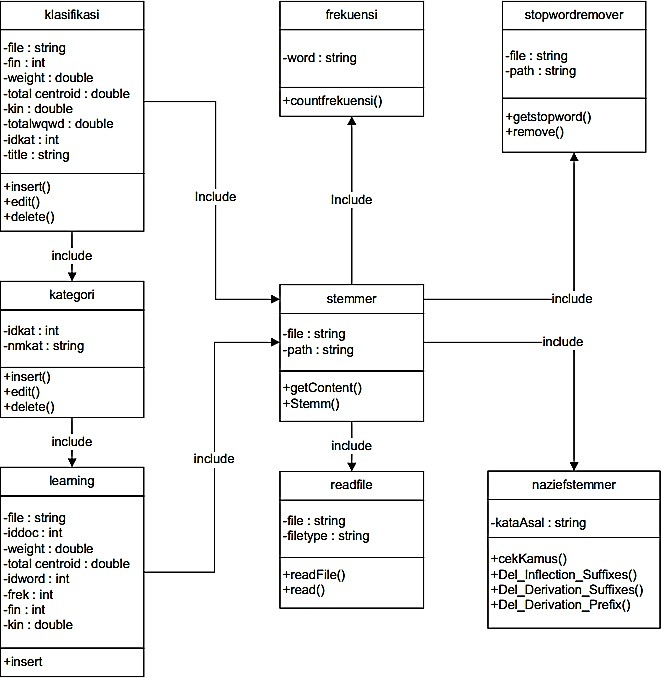 klasifikasi
-file : string
-fin : int
-weight : double
-total centroid : double
-kin : double
-totalwqwd : double
-idkat : int
-title : string
+insert()
+edit()
+delete()
include
kategori
-idkat : int
-nmkat : string
+insert()
+edit()
+delete()
include
learning
-file : string
-iddoc : int
-weight : double
-total centroid : double
-idword : int
-frek : int
-fin : int
-kin : double
+insert
Include
include
frekuensi
-word : string
+countfrekuensi()
Include
stemmer
-file : string
-path : string
+getContent()
+Stemm()
include
readfile
-file : string
-filetype : string
+readFile()
+read()
stopwordremover
-file : string
-path : string
+getstopword()
+remove()
include
include
naziefstemmer
-kataAsal : string
+cekKamus()
+Del_Inflection_Suffixes()
+Del_Derivation_Suffixes()
+Del_Derivation_Prefix()